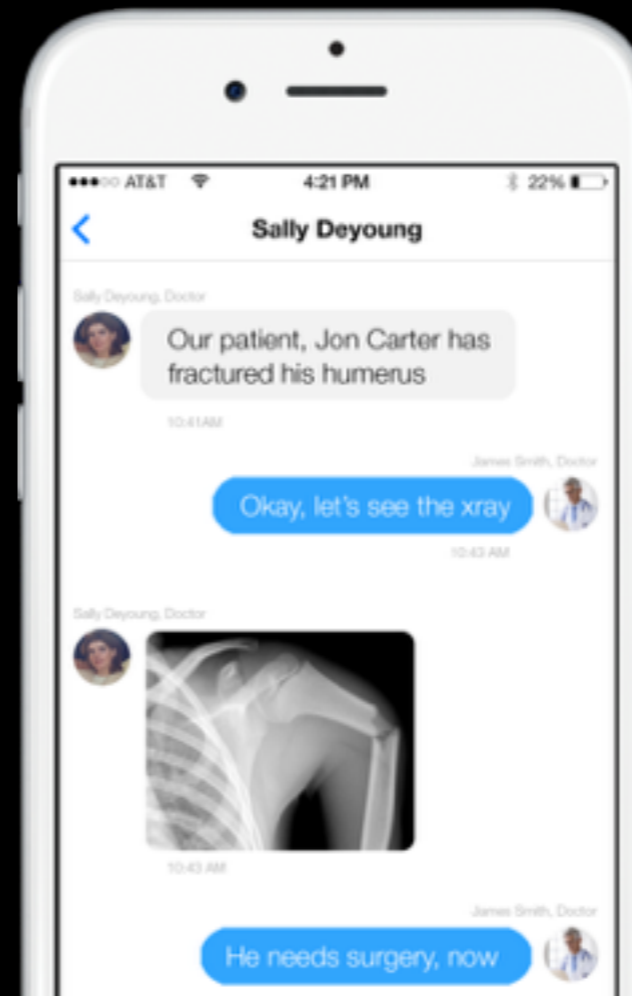 AT&T 4:21 PM 22%
Sally Deyoung
Sally Deyoung, Doctor
Our patient, Jon Carter has
fractured his humerus
10:41AM
James Smith, Doctor
Okay, let's see the xray
10:43 AM
Sally Deyoung, Doctor
10:43 AM
James Smith, Doctor
He needs surgery, now